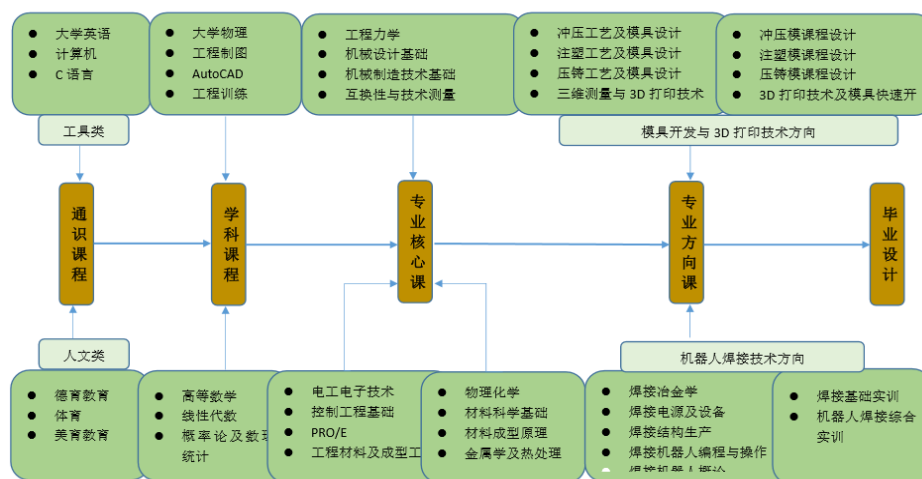 大学英语
计算机
C 语言
大学物理
工程制图
AutoCAD
工程训练
工程力学
机械设计基础
机械制造技术基础
互换性与技术测量
冲压工艺及模具设计
注塑工艺及模具设计
压铸工艺及模具设计
三维测量与 3D 打印技术
冲压模课程设计
注塑模课程设计
压铸模课程设计
3D 打印技术及模具快速开
工具类
模具开发与 3D 打印技术方向
通识课程
学科课程
专业核心课
专业方向课
毕业设计
人文类
机器人焊接技术方向
德育教育
体育
美育教育
高等数学
线性代数
概率论及数理
统计
电工电子技术
控制工程基础
PRO/E
工程材料及成型工
物理化学
材料科学基础
材料成型原理
金属学及热处理
焊接冶金学
焊接电源及设备
焊接结构生产
焊接机器人编程与操作
焊接机器人概论
焊接基础实训
机器人焊接综合
实训